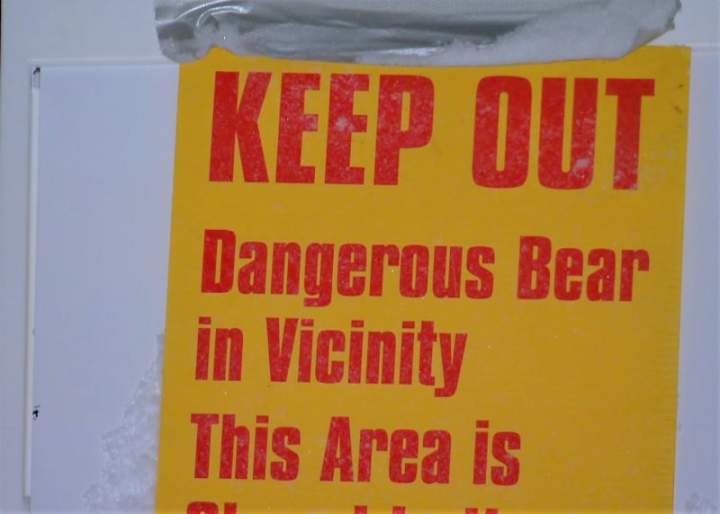 KEEP OUT
Dangerous Bear
in Vicinity
This Area is